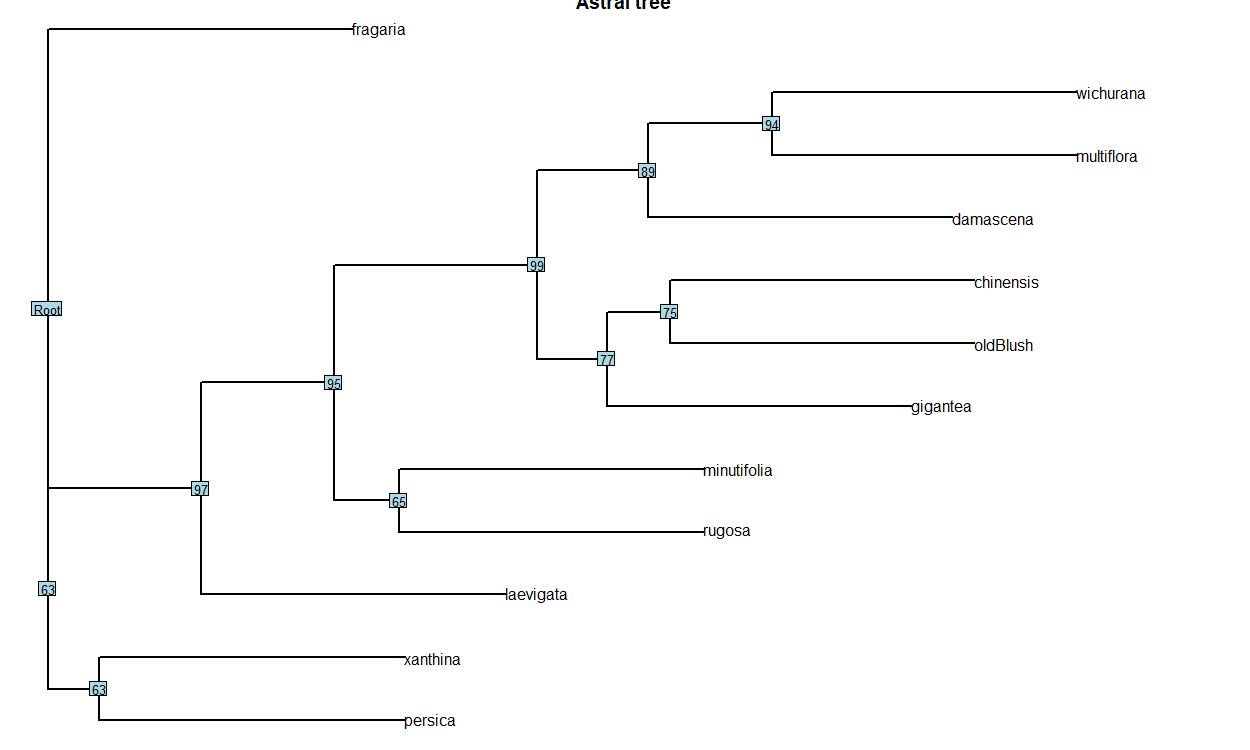 Astral tree
fragaria
wichurana
94
multiflora
89
damascena
99
chinensis
75
oldBlush
77
gigantea
Root
95
minutifolia
65
rugosa
97
laevigata
63
xanthina
63
persica